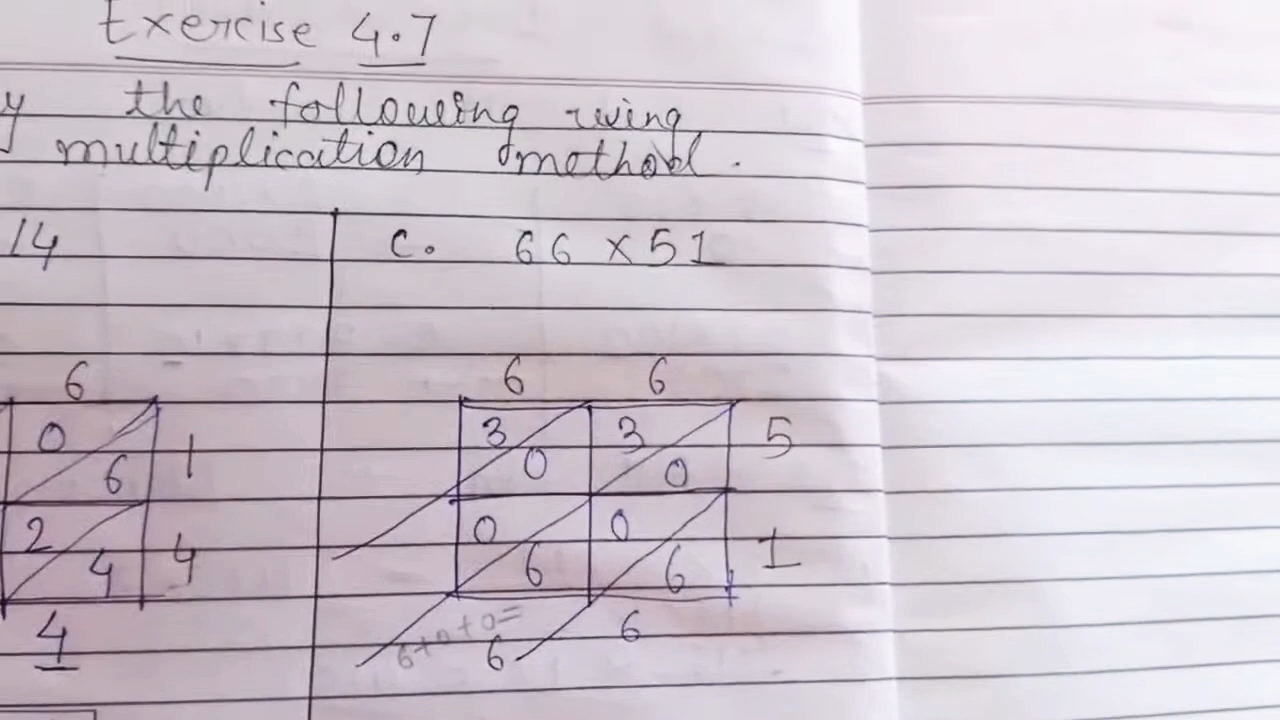 Exercise 4.7
y the following using
multiplication method.
14
c. 66 x 51
6
0
6
1
2
4
4
4
6 6
3 0 3 0 5
0 6 0 6 1
6+0+0=
6 6